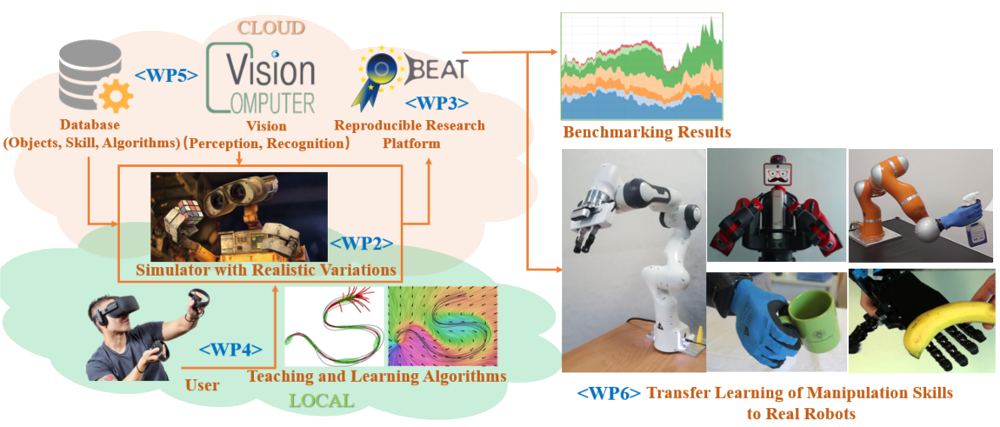 CLOUD
<WP5>
Vision
COMPUTER
BEAT
<WP3>
Database
(Objects, Skill, Algorithms)
Vision
(Perception, Recognition)
Reproducible Research
Platform
Benchmarking Results
<WP2>
Simulator with Realistic Variations
<WP4>
User
Teaching and Learning Algorithms
LOCAL
<WP6> Transfer Learning of Manipulation Skills
to Real Robots